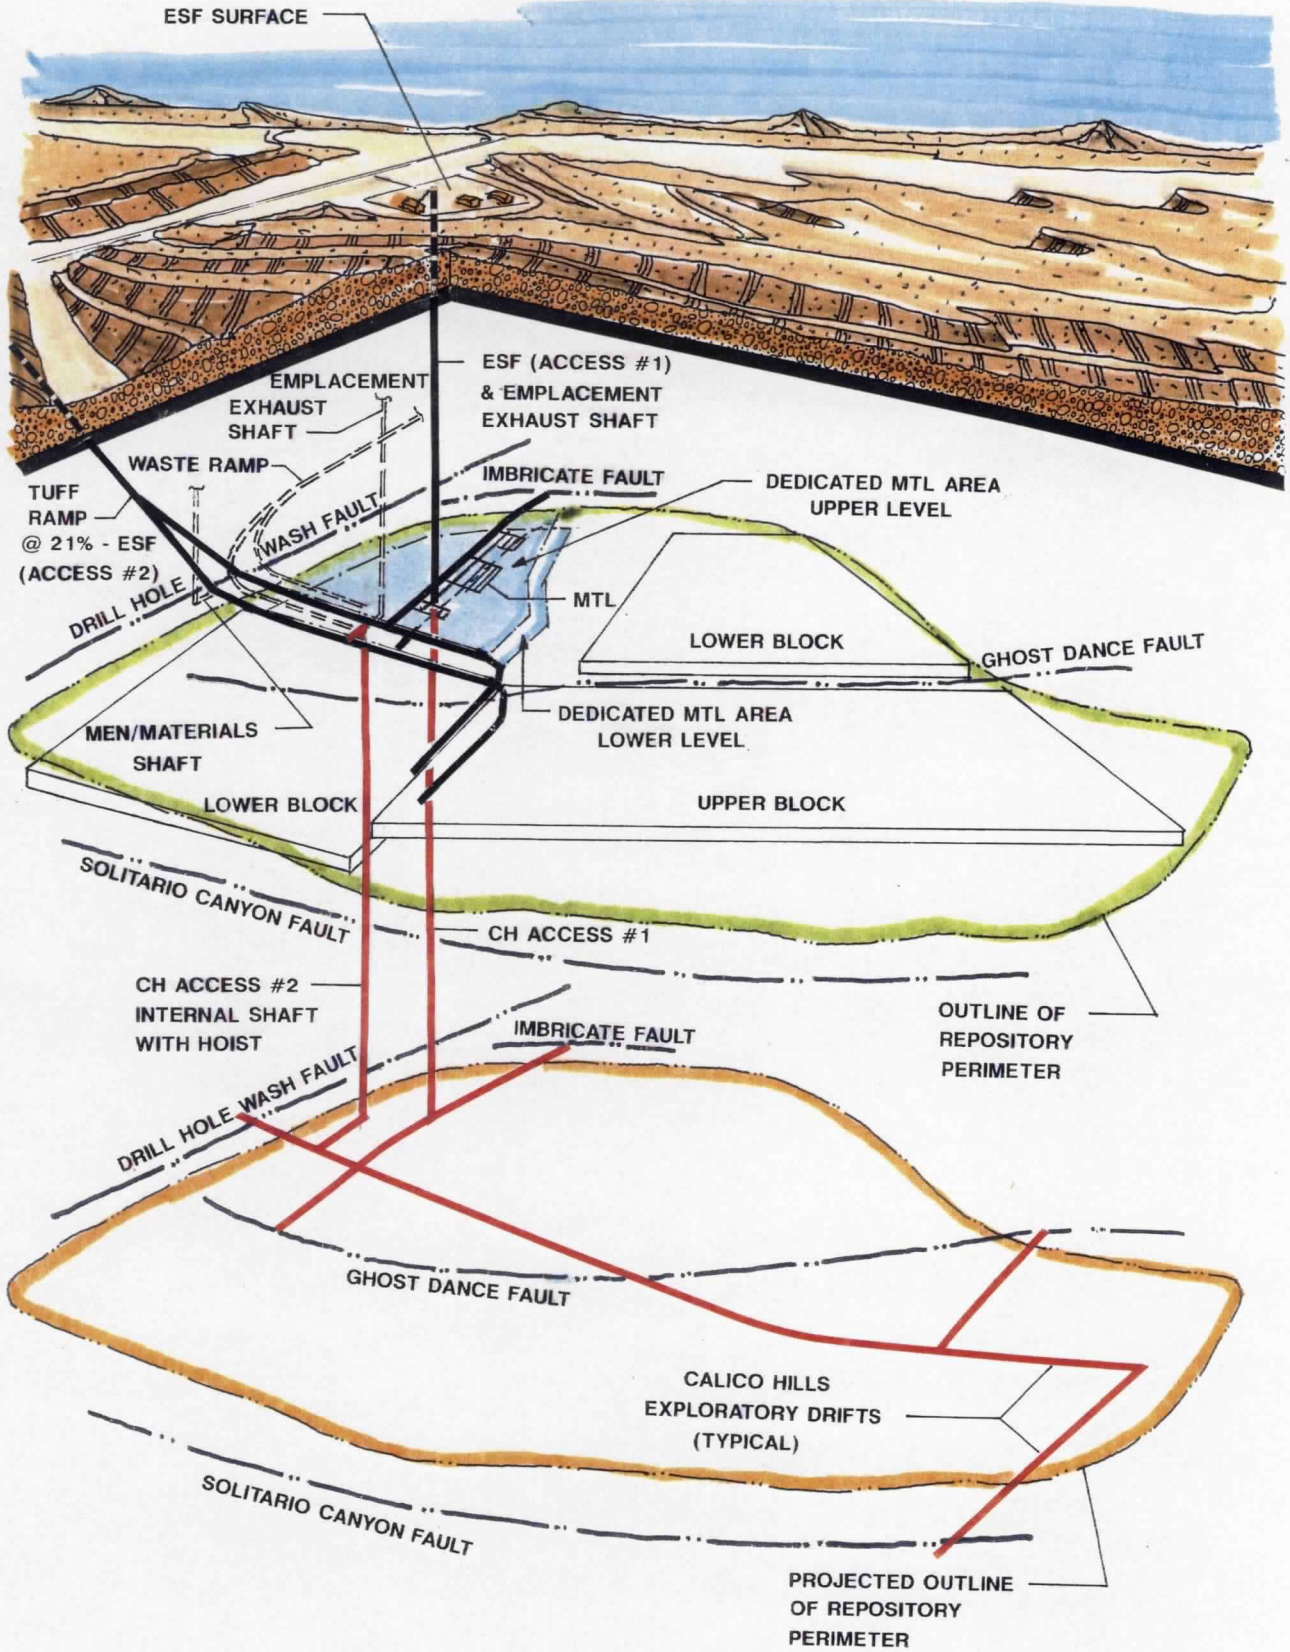 ESF SURFACE
ESF (ACCESS #1)
& EMPLACEMENT
EXHAUST SHAFT
EMPLACEMENT
EXHAUST
SHAFT
WASTE RAMP
TUFF
RAMP
@ 21% - ESF
(ACCESS #2)
IMBRICATE FAULT
DEDICATED MTL AREA
UPPER LEVEL
DRILL HOLE WASH FAULT
MTL
LOWER BLOCK
GHOST DANCE FAULT
DEDICATED MTL AREA
LOWER LEVEL
MEN/MATERIALS
SHAFT
LOWER BLOCK
UPPER BLOCK
SOLITARIO CANYON FAULT
CH ACCESS #1
CH ACCESS #2
INTERNAL SHAFT
WITH HOIST
OUTLINE OF
REPOSITORY
PERIMETER
IMBRICATE FAULT
DRILL HOLE WASH FAULT
GHOST DANCE FAULT
CALICO HILLS
EXPLORATORY DRIFTS
(TYPICAL)
SOLITARIO CANYON FAULT
PROJECTED OUTLINE
OF REPOSITORY
PERIMETER